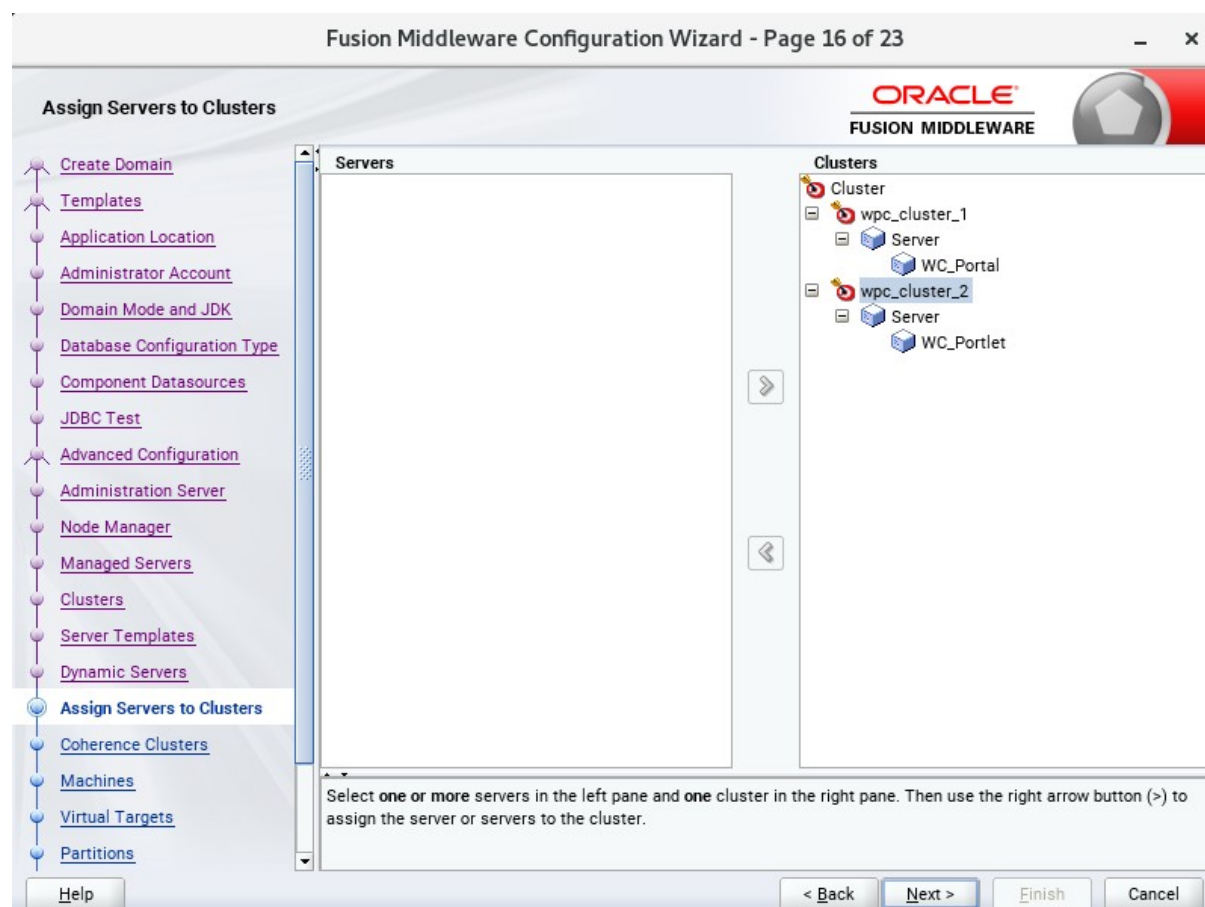 Fusion Middleware Configuration Wizard - Page 16 of 23
Assign Servers to Clusters
ORACLE
FUSION MIDDLEWARE
Create Domain
Templates
Application Location
Administrator Account
Domain Mode and JDK
Database Configuration Type
Component Datasources
JDBC Test
Advanced Configuration
Administration Server
Node Manager
Managed Servers
Clusters
Server Templates
Dynamic Servers
Assign Servers to Clusters
Coherence Clusters
Machines
Virtual Targets
Partitions
Servers
Clusters
Cluster
wpc_cluster_1
Server
WC_Portal
wpc_cluster_2
Server
WC_Portlet
Select one or more servers in the left pane and one cluster in the right pane. Then use the right arrow button (>) to
assign the server or servers to the cluster.
Help
< Back
Next >
Finish
Cancel